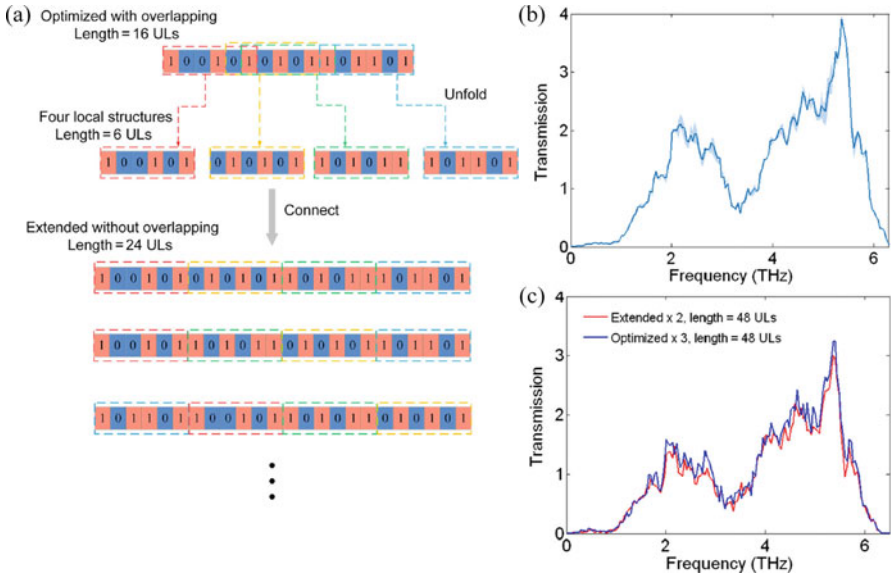 (a)
Optimized with overlapping
Length = 16 ULs
1 0 0 1 0 1 0 1 0 1 1 0 1 1 0 1
Unfold
Four local structures
Length = 6 ULs
1 0 0 1 0 1 0 1 0 1 0 1 1 0 1 0 1 1 1 0 1 1 0 1
Connect
Extended without overlapping
Length = 24 ULs
1 0 0 1 0 1 0 1 0 1 0 1 1 0 1 0 1 1 1 0 1 1 0 1
1 0 0 1 0 1 1 0 1 0 1 1 0 1 0 1 0 1 1 0 1 1 0 1
1 0 1 1 0 1 1 0 0 1 0 1 1 0 1 0 1 1 0 1 0 1 0 1
(b)
Transmission
4
3
2
1
0
0 2 4 6
Frequency (THz)
(c)
Transmission
4
3
2
1
0
Extended x 2, length = 48 ULs
Optimized x 3, length = 48 ULs
0 2 4 6
Frequency (THz)